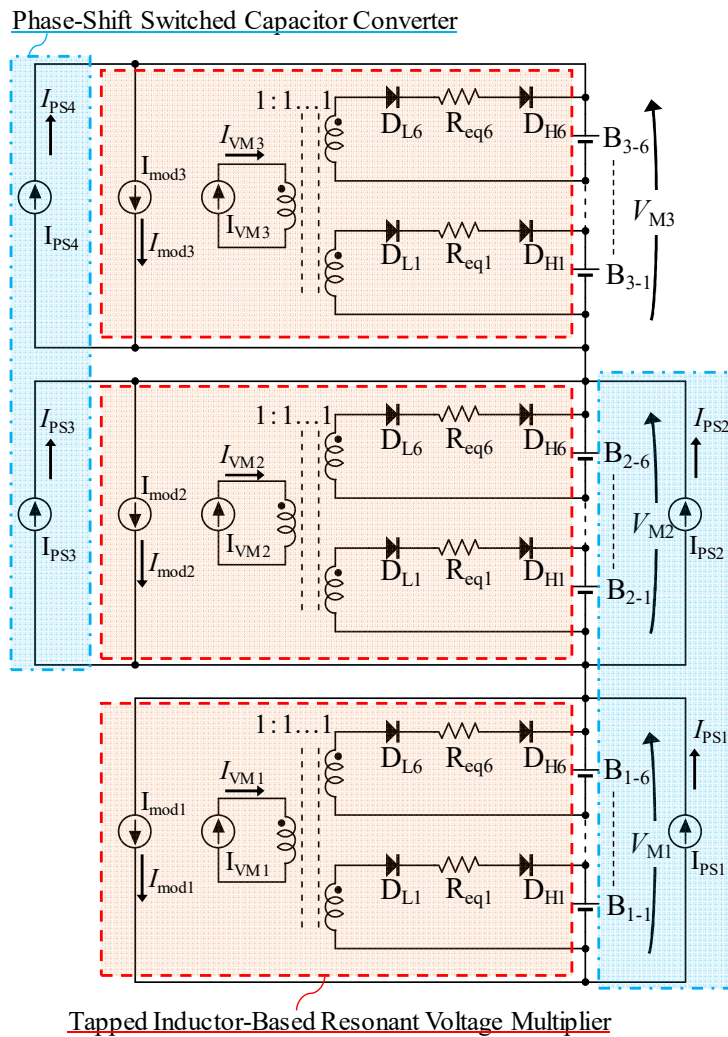 Phase-Shift Switched Capacitor Converter
I_PS4
I_PS4
I_mod3
I_mod3
I_VM3
I_VM3
1:1...1
D_L6 R_eq6 D_H6
D_L1 R_eq1 D_H1
B_3-6
B_3-1
V_M3
I_PS3
I_PS3
I_mod2
I_mod2
I_VM2
I_VM2
1:1...1
D_L6 R_eq6 D_H6
D_L1 R_eq1 D_H1
B_2-6
B_2-1
V_M2
I_PS2
I_PS2
I_mod1
I_mod1
I_VM1
I_VM1
1:1...1
D_L6 R_eq6 D_H6
D_L1 R_eq1 D_H1
B_1-6
B_1-1
V_M1
I_PS1
I_PS1
Tapped Inductor-Based Resonant Voltage Multiplier